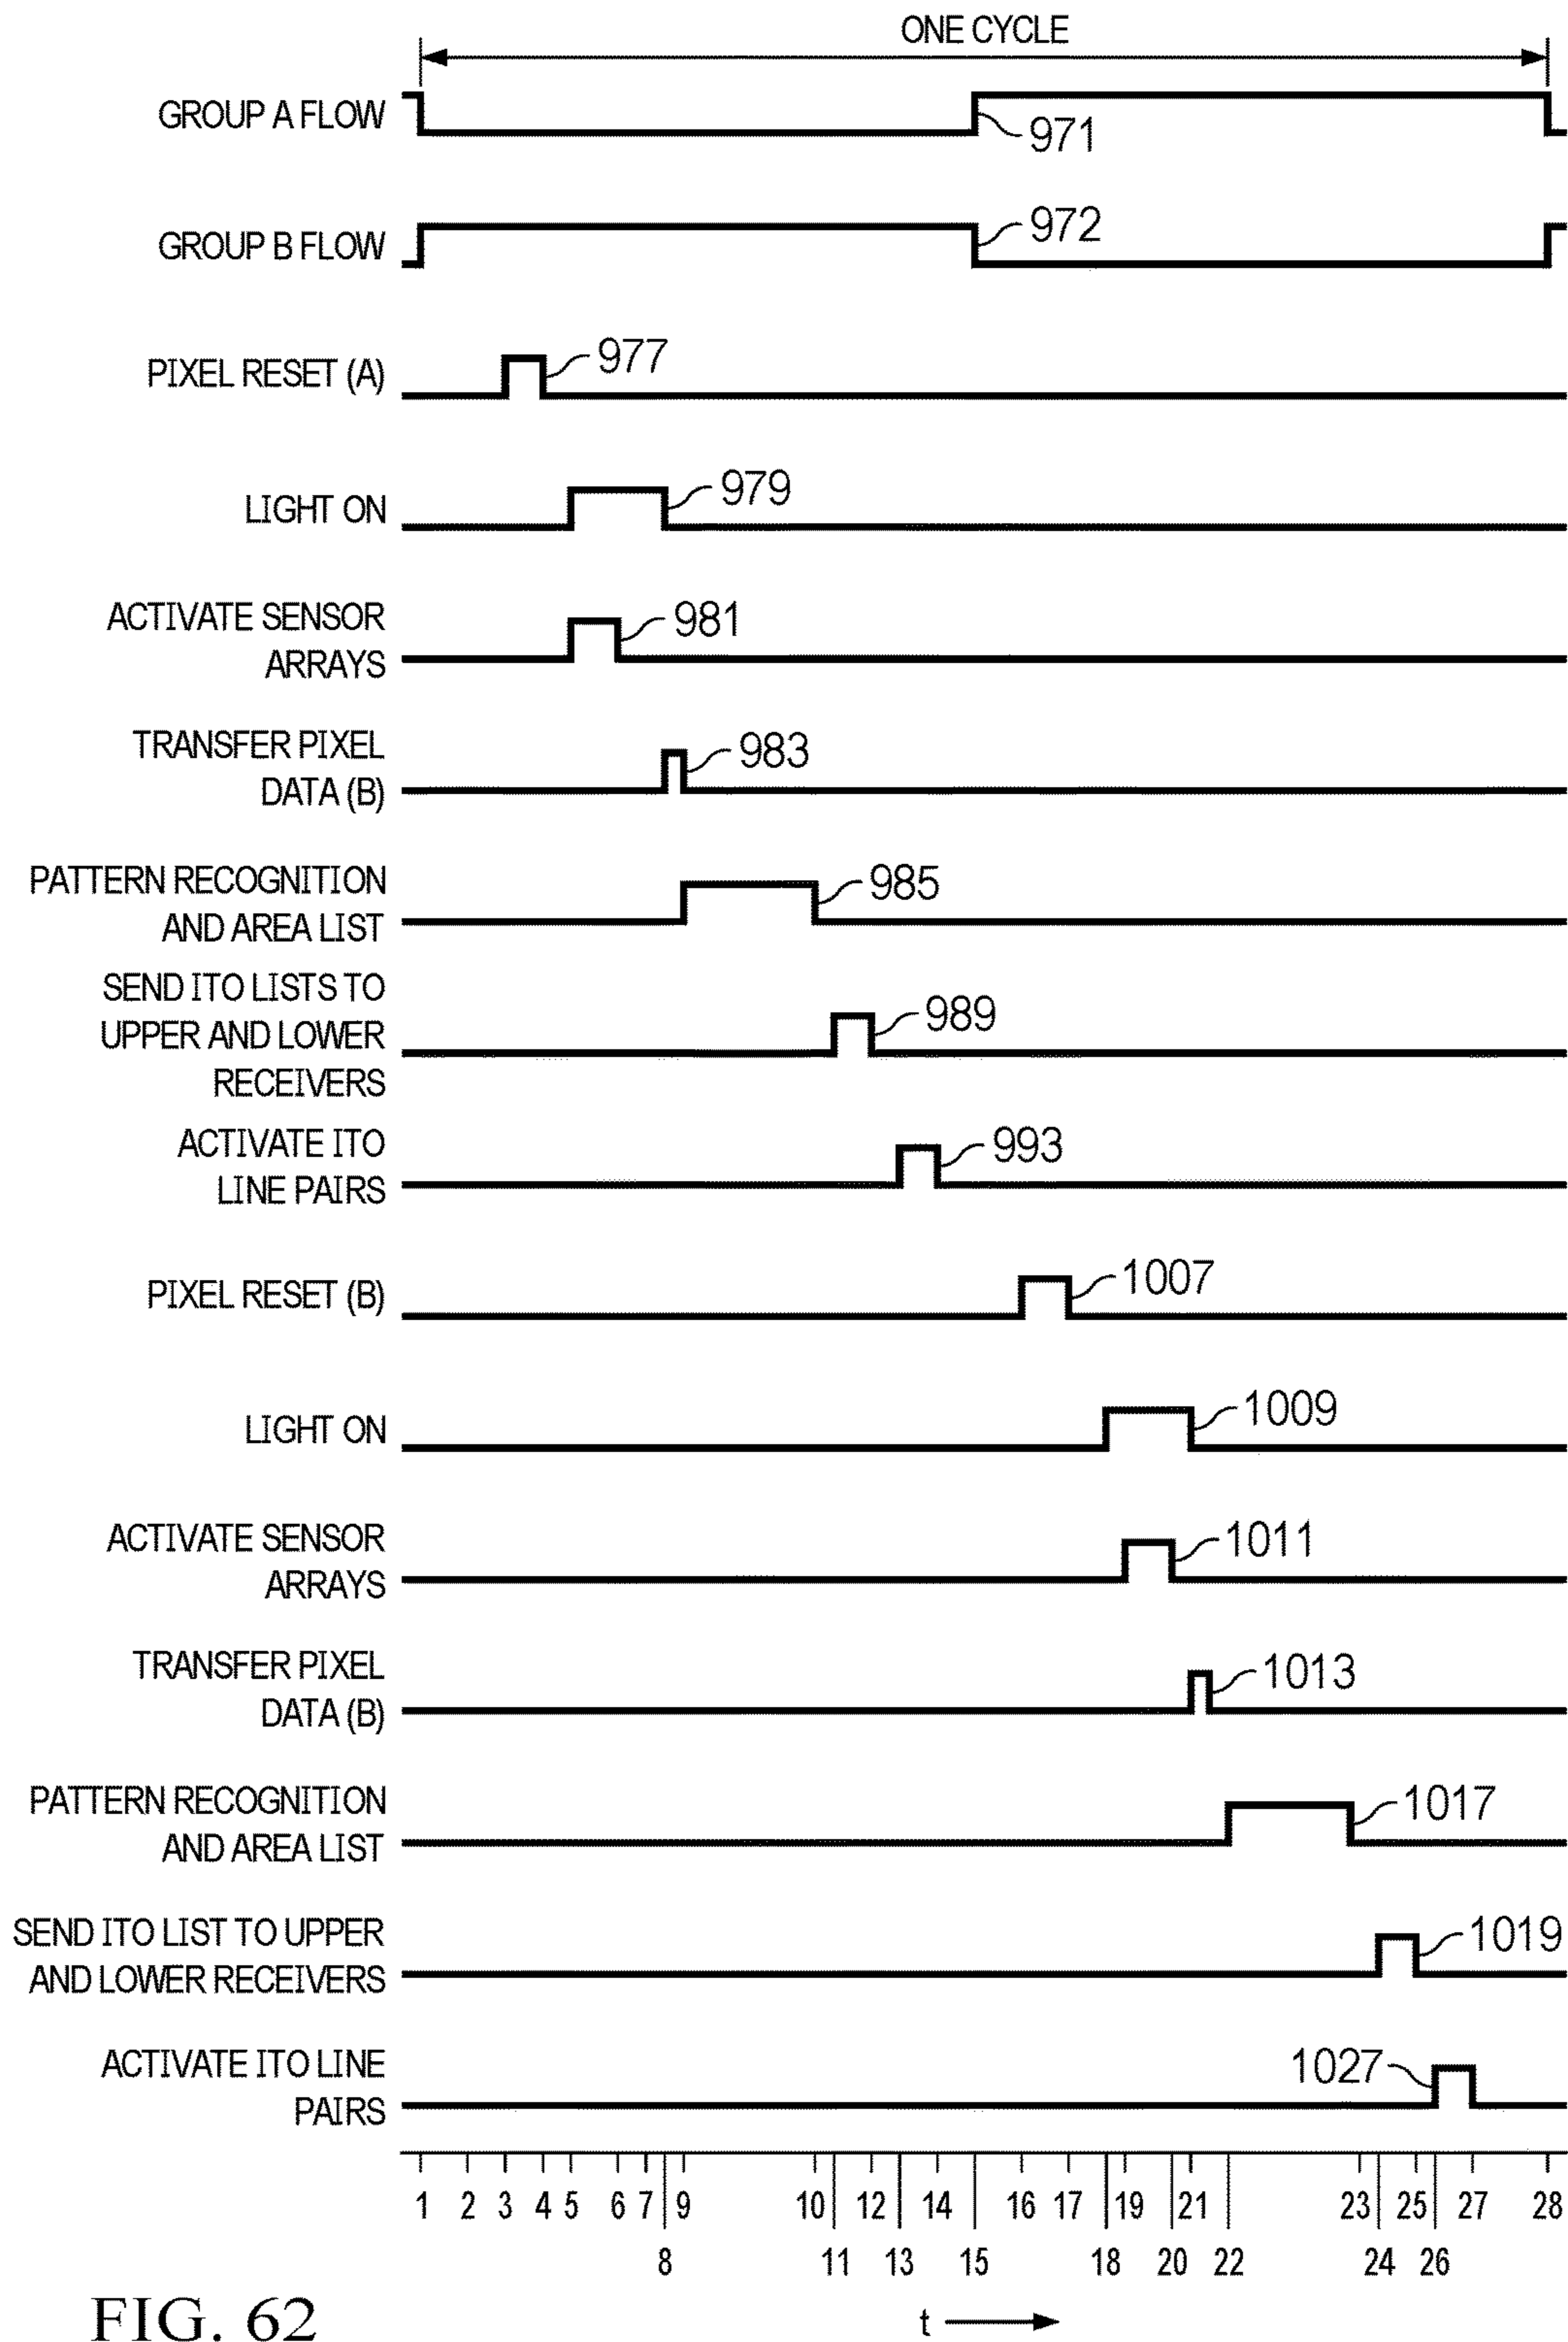 ONE CYCLE
GROUP A FLOW
971
GROUP B FLOW
972
PIXEL RESET (A)
977
LIGHT ON
979
ACTIVATE SENSOR
ARRAYS
981
TRANSFER PIXEL
DATA (B)
983
PATTERN RECOGNITION
AND AREA LIST
985
SEND ITO LISTS TO
UPPER AND LOWER
RECEIVERS
989
ACTIVATE ITO
LINE PAIRS
993
PIXEL RESET (B)
1007
LIGHT ON
1009
ACTIVATE SENSOR
ARRAYS
1011
TRANSFER PIXEL
DATA (B)
1013
PATTERN RECOGNITION
AND AREA LIST
1017
SEND ITO LIST TO UPPER
AND LOWER RECEIVERS
1019
ACTIVATE ITO LINE
PAIRS
1027
1 2 3 4 5 6 7 9 10 12 14 16 17 19 21 23 25 27 28
8 11 13 15 18 20 22 24 26
t
FIG. 62